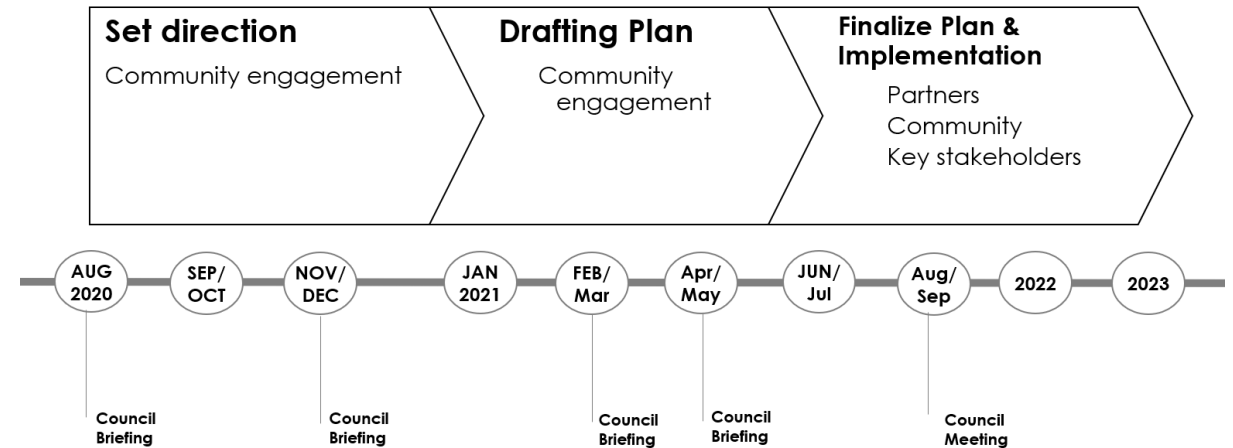 Set direction
Community engagement
Drafting Plan
Community
engagement
Finalize Plan &
Implementation
Partners
Community
Key stakeholders
AUG
2020
SEP/
OCT
NOV/
DEC
JAN
2021
FEB/
Mar
Apr/
May
JUN/
Jul
Aug/
Sep
2022
2023
Council
Briefing
Council
Briefing
Council
Briefing
Council
Briefing
Council
Meeting